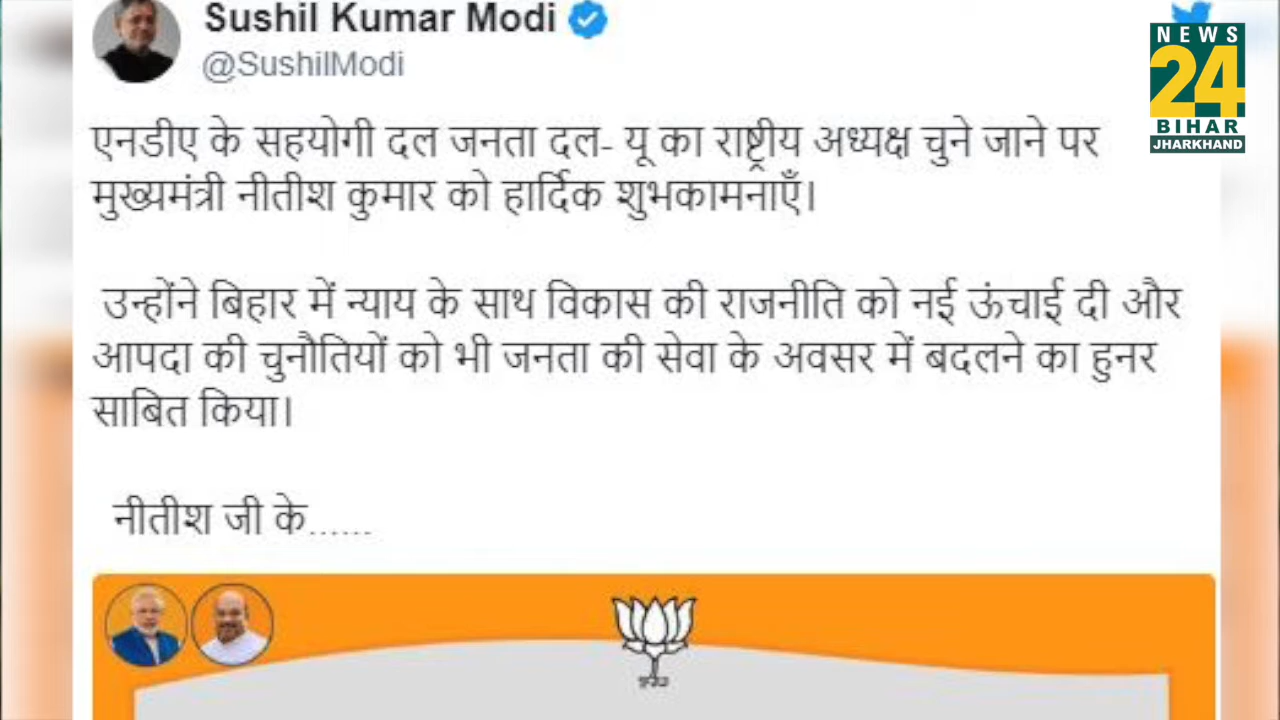 Sushil Kumar Modi
@SushilModi
NEWS
24
BIHAR
JHARKHAND
एनडीए के सहयोगी दल जनता दल- यू का राष्ट्रीय अध्यक्ष चुने जाने पर
मुख्यमंत्री नीतीश कुमार को हार्दिक शुभकामनाएँ।
उन्होंने बिहार में न्याय के साथ विकास की राजनीति को नई ऊंचाई दी और
आपदा की चुनौतियों को भी जनता की सेवा के अवसर में बदलने का हुनर
साबित किया।
नीतीश जी के......